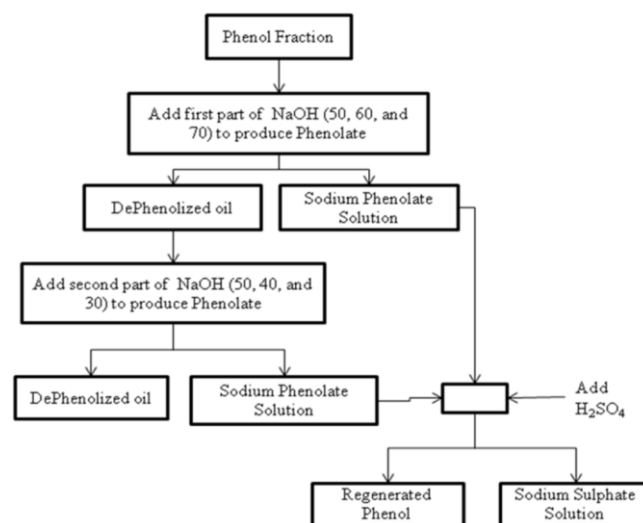 Phenol Fraction
Add first part of NaOH (50, 60, and
70) to produce Phenolate
DePhenolized oil
Sodium Phenolate
Solution
Add second part of NaOH (50, 40, and
30) to produce Phenolate
DePhenolized oil
Sodium Phenolate
Solution
Add
H₂SO₄
Regenerated
Phenol
Sodium Sulphate
Solution